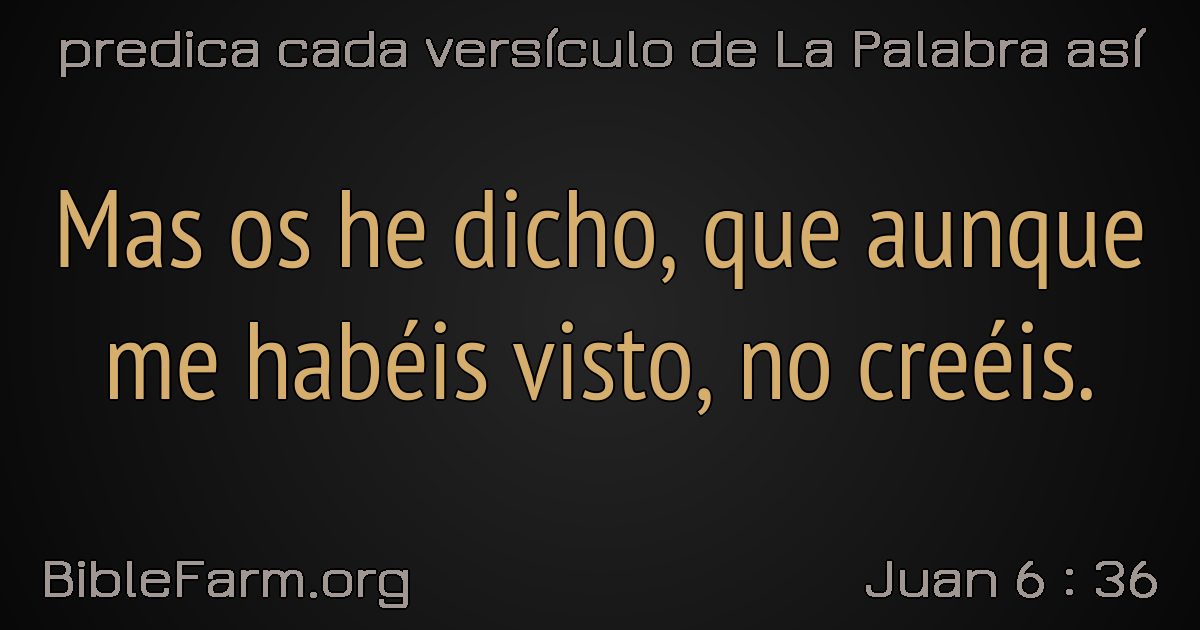 predica cada versículo de La Palabra así
Mas os he dicho, que aunque
me habéis visto, no creéis.
BibleFarm.org
Juan 6 : 36